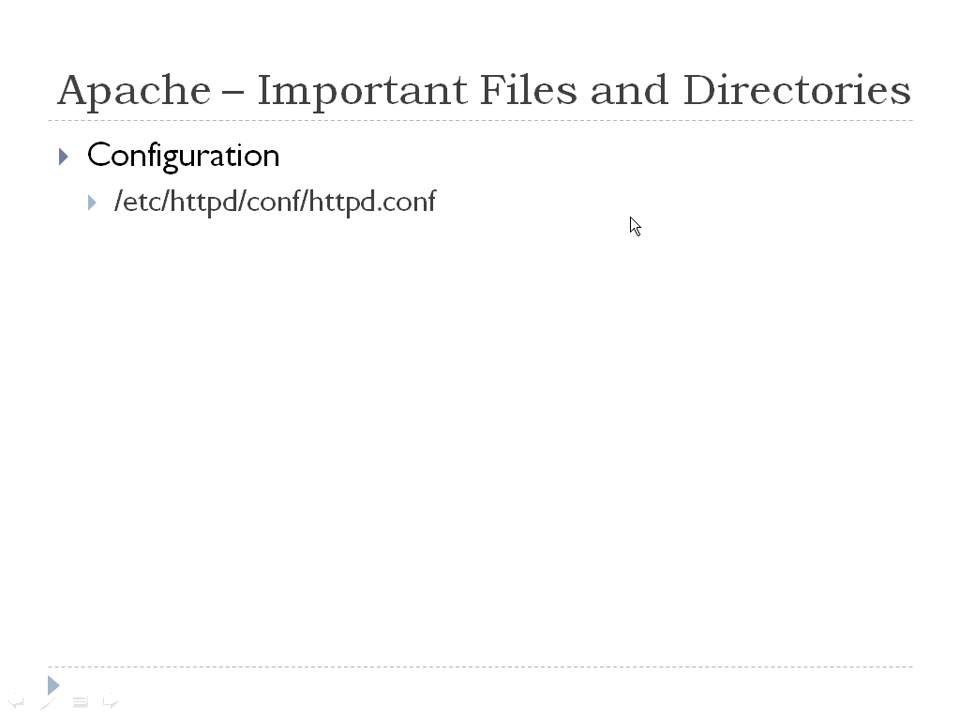 Apache – Important Files and Directories
Configuration
/etc/httpd/conf/httpd.conf